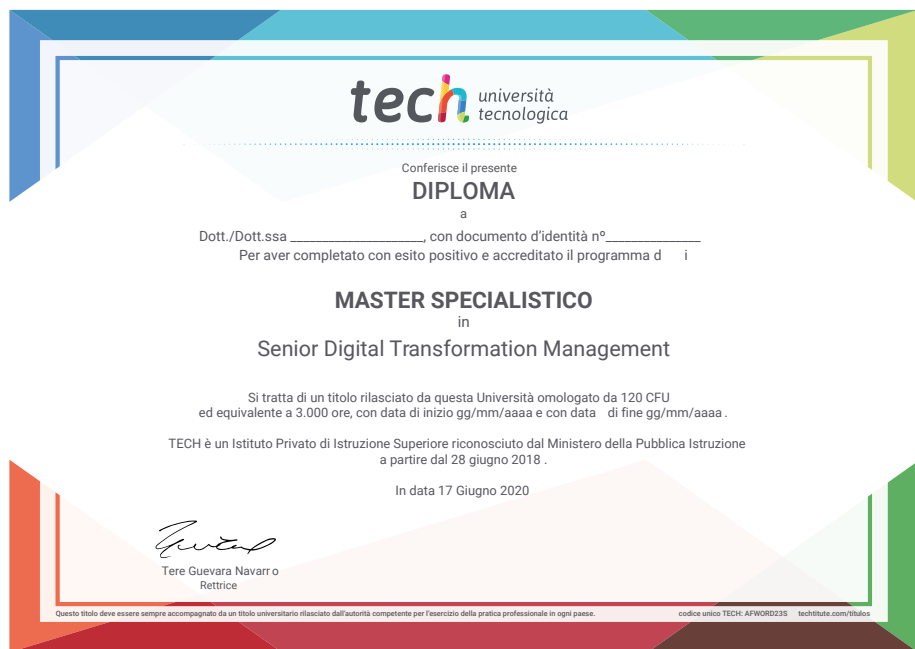 tech università
tecnologica
Conferisce il presente
DIPLOMA
a
Dott./Dott.ssa ____________________, con documento d'identità nº______________
Per aver completato con esito positivo e accreditato il programma d i
MASTER SPECIALISTICO
in
Senior Digital Transformation Management
Si tratta di un titolo rilasciato da questa Università omologato da 120 CFU
ed equivalente a 3.000 ore, con data di inizio gg/mm/aaaa e con data di fine gg/mm/aaaa .
TECH è un Istituto Privato di Istruzione Superiore riconosciuto dal Ministero della Pubblica Istruzione
a partire dal 28 giugno 2018 .
In data 17 Giugno 2020
Tere Guevara Navarr o
Rettrice
Questo titolo deve essere sempre accompagnato da un titolo universitario rilasciato dall'autorità competente per l'esercizio della pratica professionale in ogni paese. codice unico TECH: AFWORD23S techtitute.com/titulos